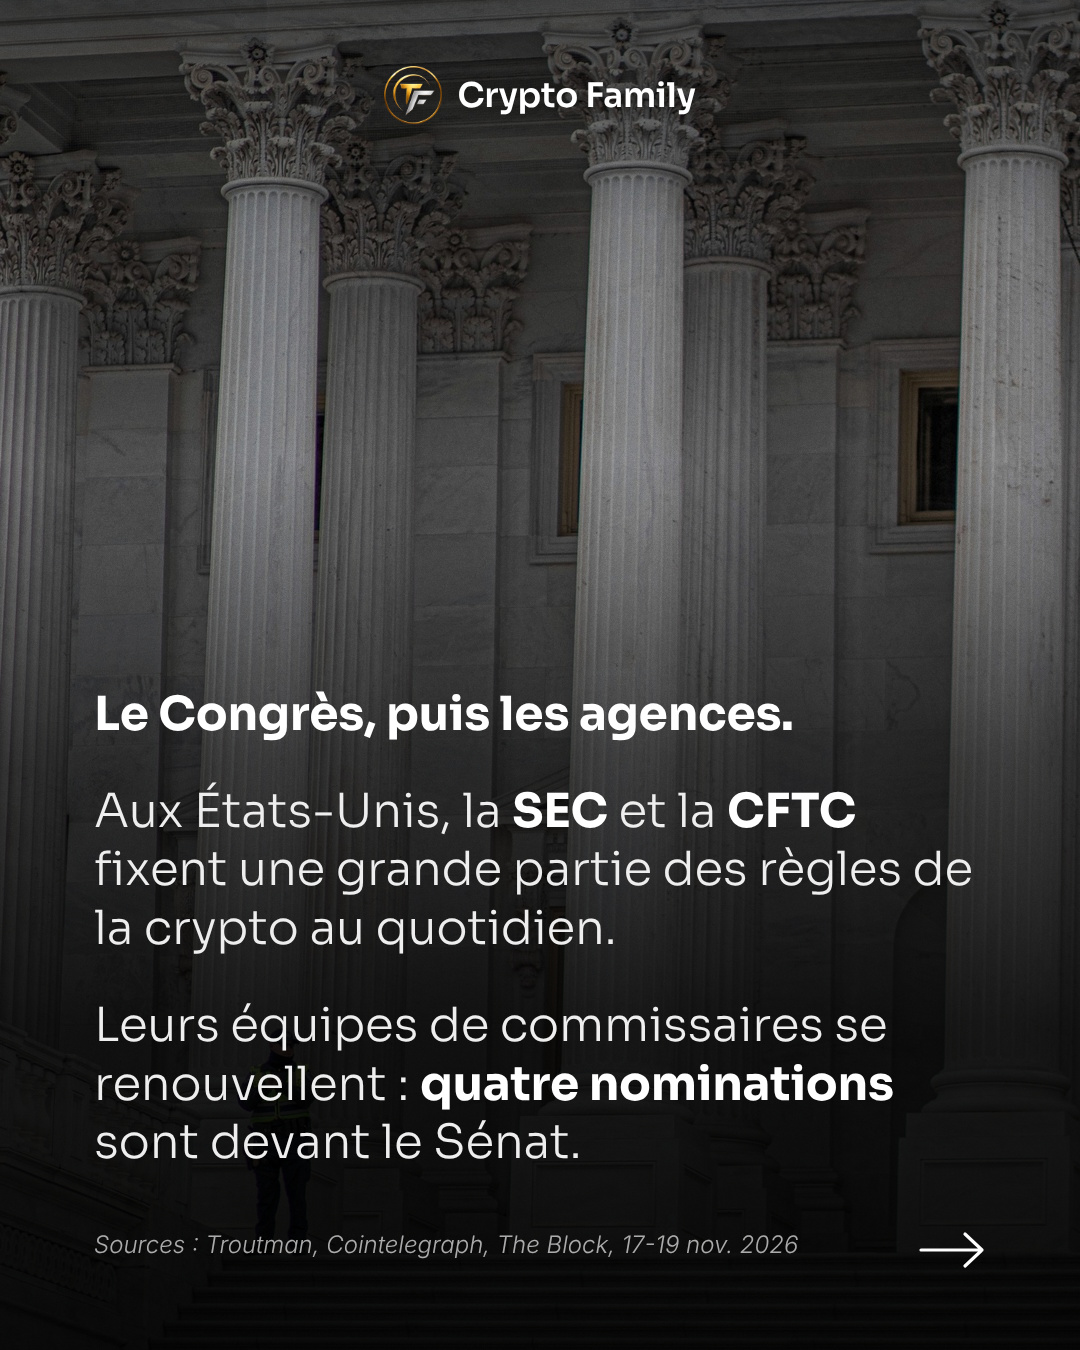 Crypto Family
Le Congrès, puis les agences.
Aux États-Unis, la SEC et la CFTC
fixent une grande partie des règles de
la crypto au quotidien.
Leurs équipes de commissaires se
renouvellent : quatre nominations
sont devant le Sénat.
Sources : Troutman, Cointelegraph, The Block, 17-19 nov. 2026